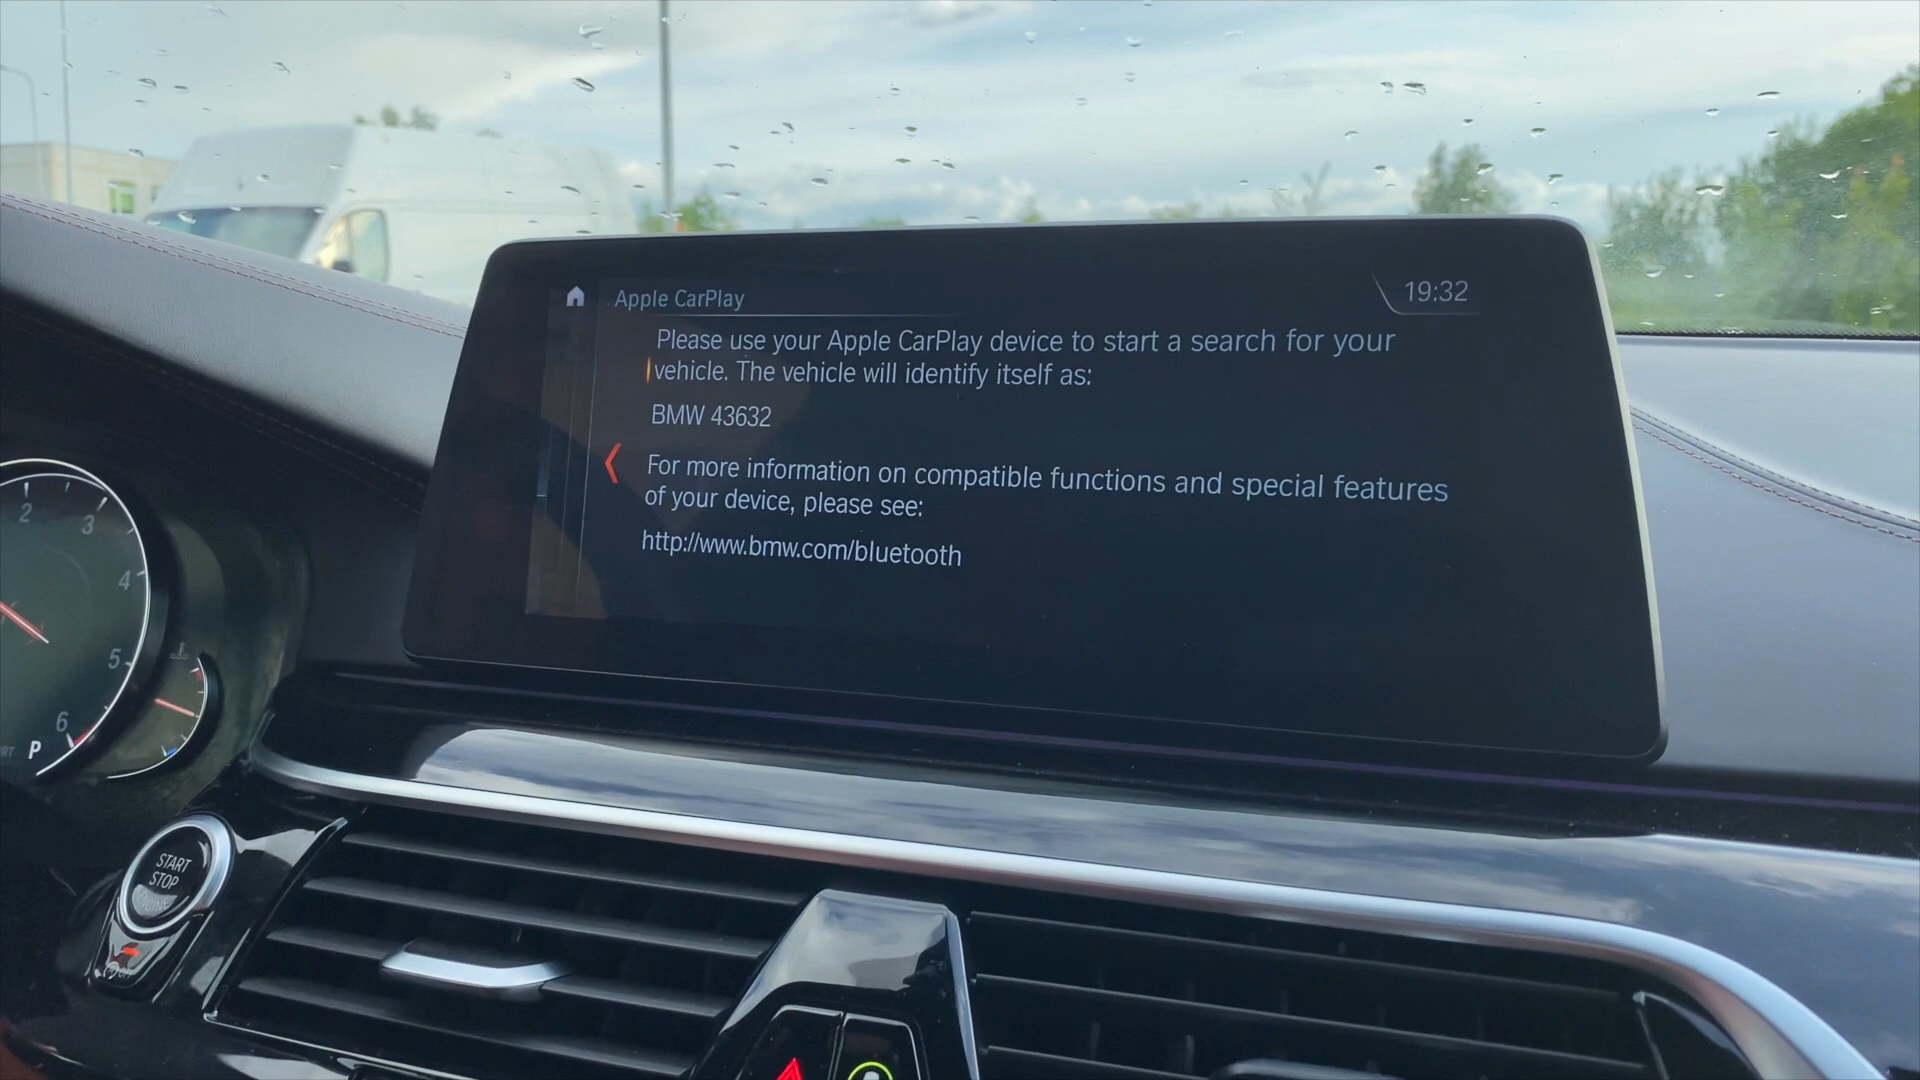 Apple CarPlay
19:32
Please use your Apple CarPlay device to start a search for your
vehicle. The vehicle will identify itself as:
BMW 43632
For more information on compatible functions and special features
of your device, please see:
http://www.bmw.com/bluetooth
2
3
4
5
6
P
START
STOP